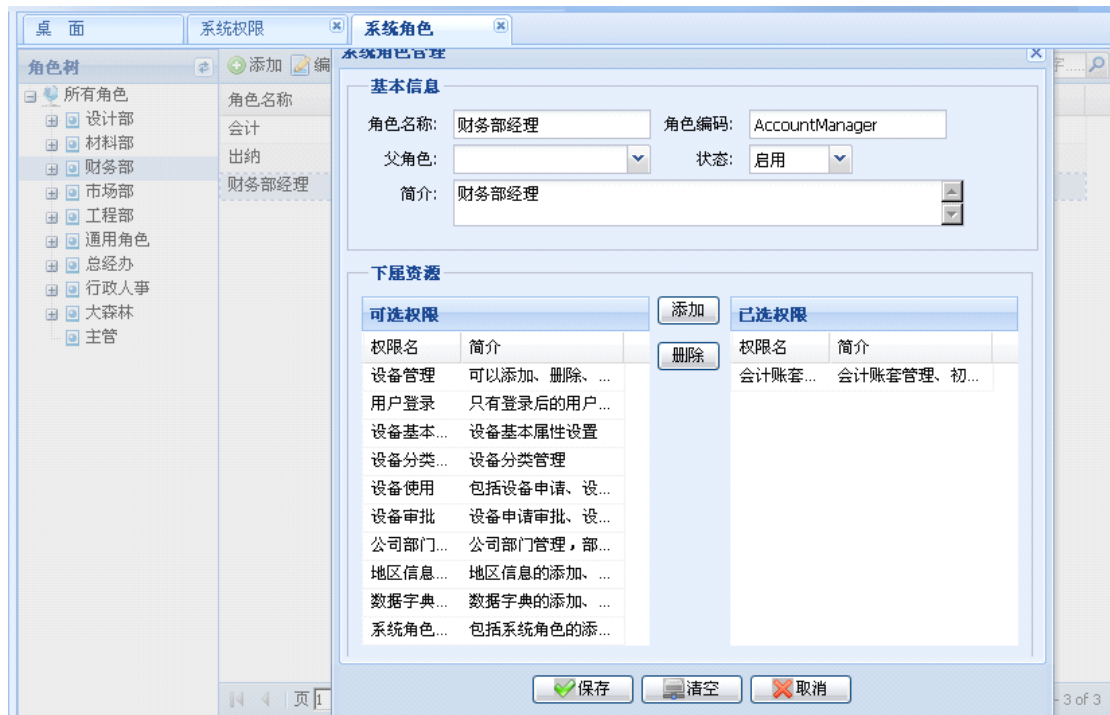 桌 面
系统权限
系统角色
角色树
添加
编
系统角色管理
字.....
所有角色
设计部
材料部
财务部
市场部
工程部
通用角色
总经办
行政人事
大森林
主管
角色名称
会计
出纳
财务部经理
基本信息
角色名称: 财务部经理
角色编码: AccountManager
父角色:
状态: 启用
简介: 财务部经理
下属资源
可选权限
添加
删除
已选权限
权限名 简介
设备管理 可以添加、删除、...
用户登录 只有登录后的用户...
设备基本... 设备基本属性设置
设备分类... 设备分类管理
设备使用 包括设备申请、设...
设备审批 设备申请审批、设...
公司部门... 公司部门管理，部...
地区信息... 地区信息的添加、...
数据字典... 数据字典的添加、...
系统角色... 包括系统角色的添...
权限名 简介
会计账套... 会计账套管理、初...
页 1
保存
清空
取消
- 3 of 3